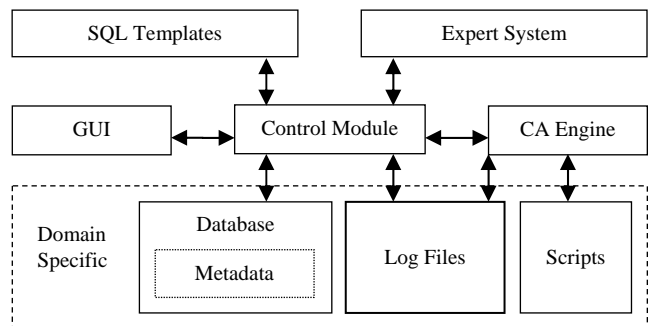 SQL Templates
Expert System
GUI
Control Module
CA Engine
Domain
Specific
Database
Metadata
Log Files
Scripts